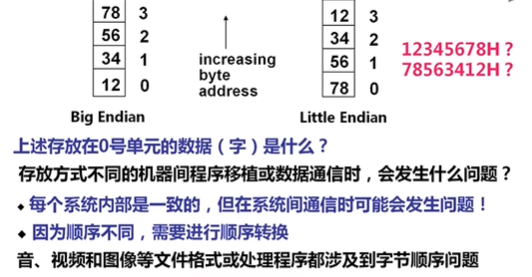 78 3
56 2
34 1
12 0
increasing
byte
address
12 3
34 2
56 1
78 0
12345678H ?
78563412H ?
Big Endian
Little Endian
上述存放在0号单元的数据（字）是什么？
存放方式不同的机器间程序移植或数据通信时，会发生什么问题？
◆ 每个系统内部是一致的，但在系统间通信时可能会发生问题！
◆ 因为顺序不同，需要进行顺序转换
音、视频和图像等文件格式或处理程序都涉及到字节顺序问题